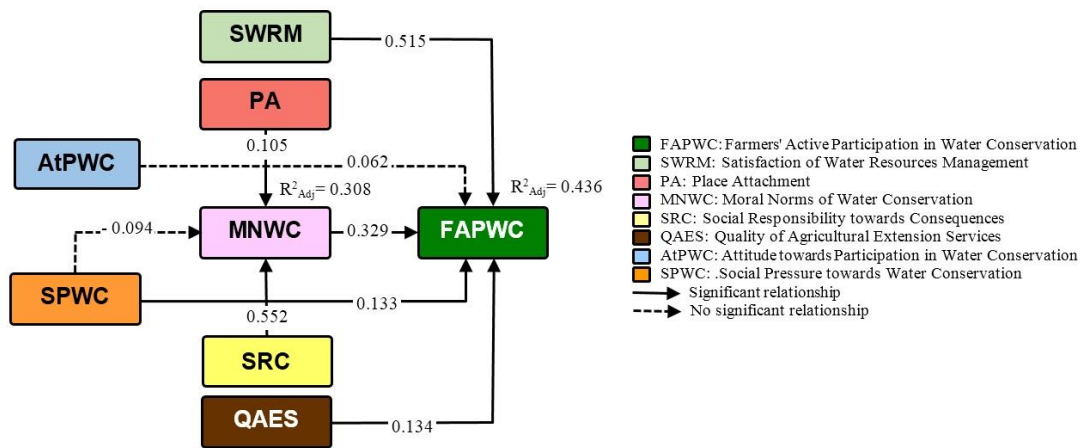 SWRM
0.515
PA
0.105
AtPWC
0.062
R²Adj= 0.308
R²Adj= 0.436
- 0.094
MNWC
0.329
FAPWC
SPWC
0.133
0.552
SRC
QAES
0.134
FAPWC: Farmers' Active Participation in Water Conservation
SWRM: Satisfaction of Water Resources Management
PA: Place Attachment
MNWC: Moral Norms of Water Conservation
SRC: Social Responsibility towards Consequences
QAES: Quality of Agricultural Extension Services
AtPWC: Attitude towards Participation in Water Conservation
SPWC: .Social Pressure towards Water Conservation
Significant relationship
No significant relationship